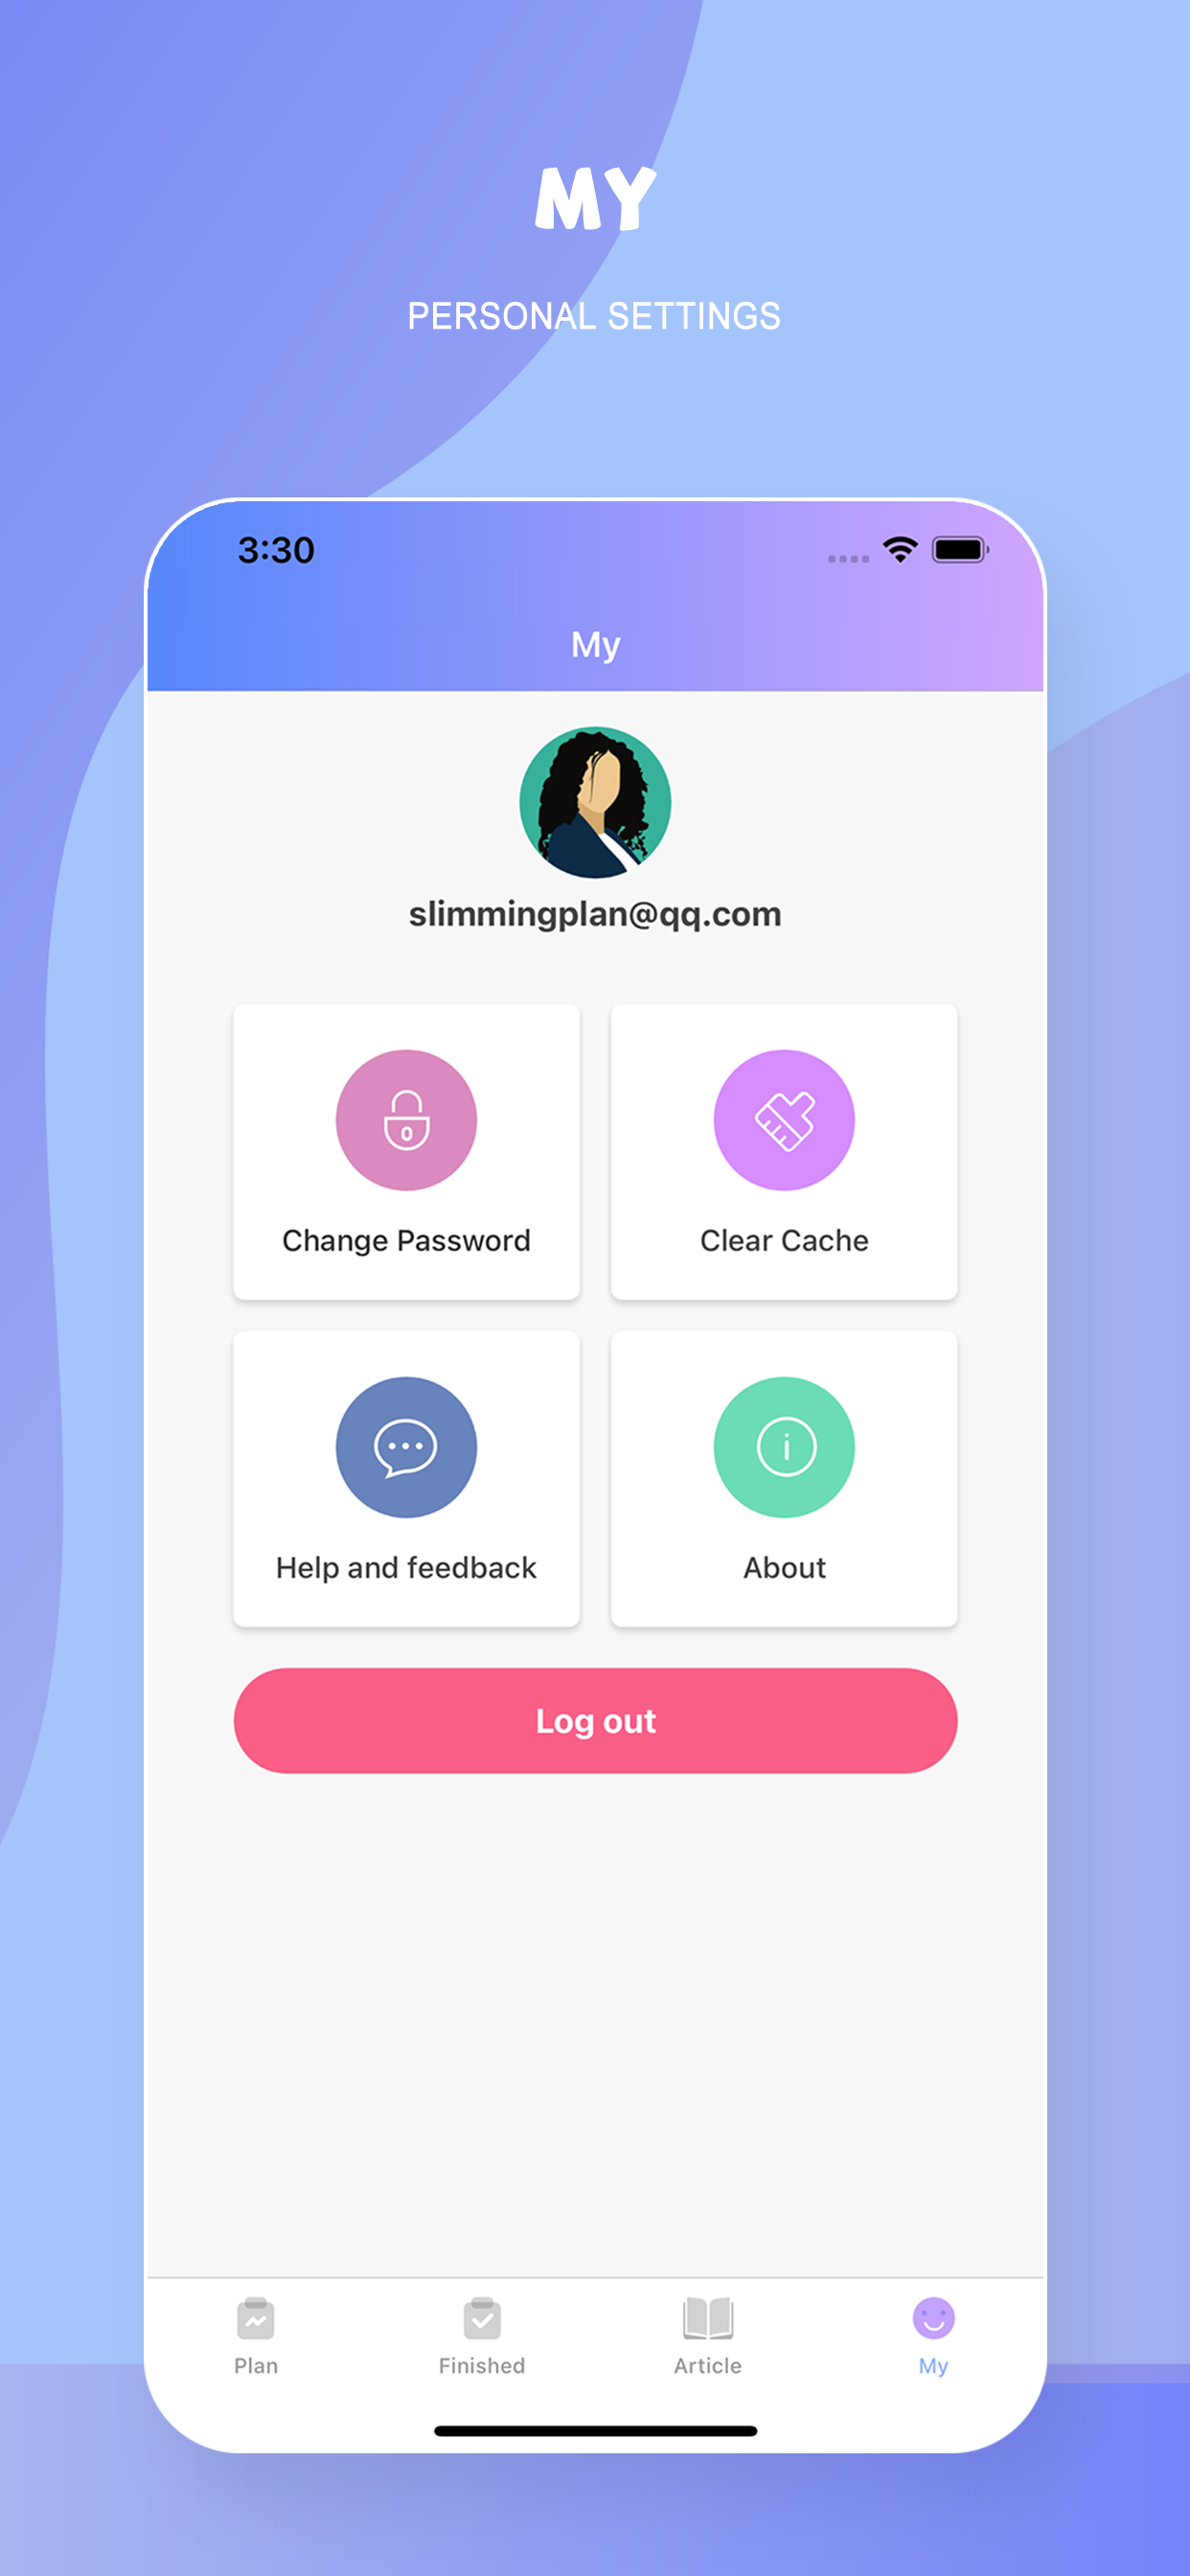 MY
PERSONAL SETTINGS
3:30
My
slimmingplan@qq.com
Change Password
Clear Cache
Help and feedback
About
Log out
Plan
Finished
Article
My